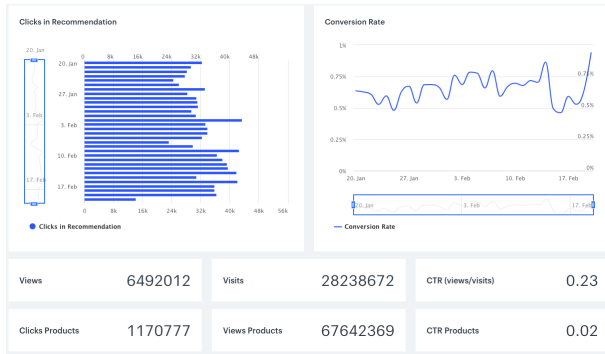 Clicks in Recommendation
Conversion Rate
20. Jan
3. Feb
17. Feb
0 8k 16k 24k 32k 40k 48k
20. Jan
27. Jan
3. Feb
10. Feb
17. Feb
0 8k 16k 24k 32k 40k 48k 56k
Clicks in Recommendation
1%
0.75%
0.5%
0.25%
0%
0.5%
0.25%
0%
20. Jan 27. Jan 3. Feb 10. Feb 17. Feb
20. Jan 3. Feb 17. Feb
Conversion Rate
Views 6492012
Visits 28238672
CTR (views/visits) 0.23
Clicks Products 1170777
Views Products 67642369
CTR Products 0.02